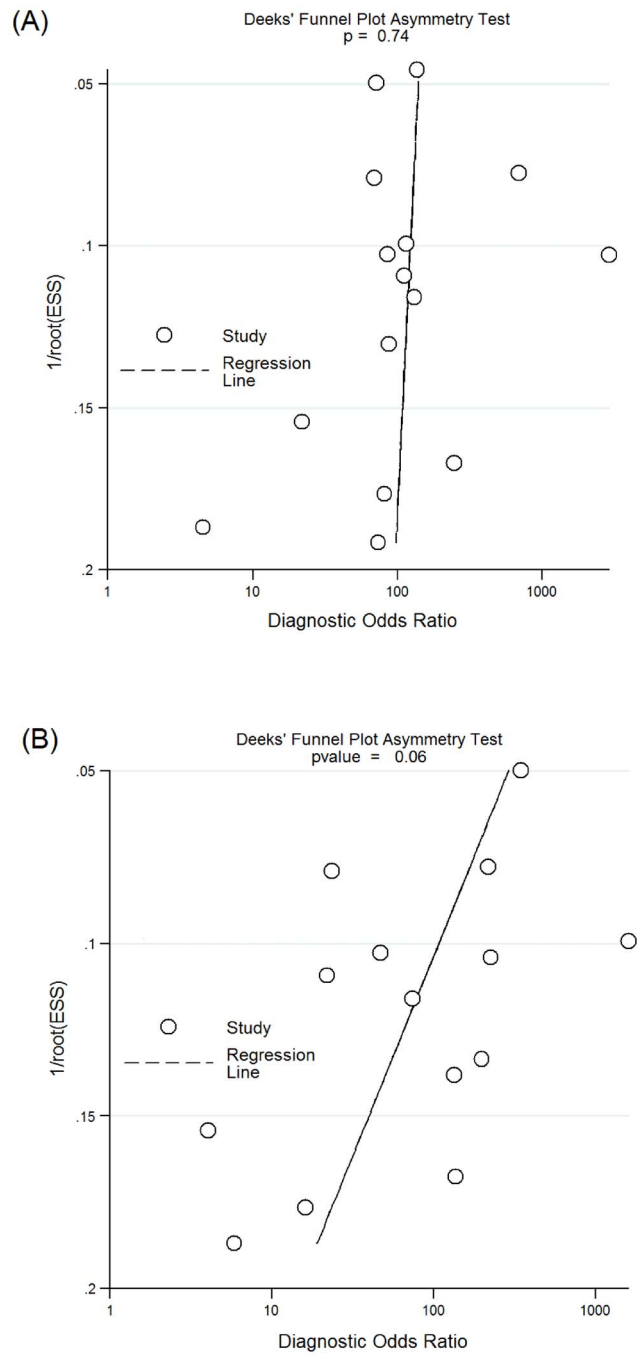 (A)
Deeks' Funnel Plot Asymmetry Test
p = 0.74
.05
.1
.15
.2
1/root(ESS)
Study
Regression
Line
1
10
100
1000
Diagnostic Odds Ratio
(B)
Deeks' Funnel Plot Asymmetry Test
pvalue = 0.06
.05
.1
.15
.2
1/root(ESS)
Study
Regression
Line
1
10
100
1000
Diagnostic Odds Ratio